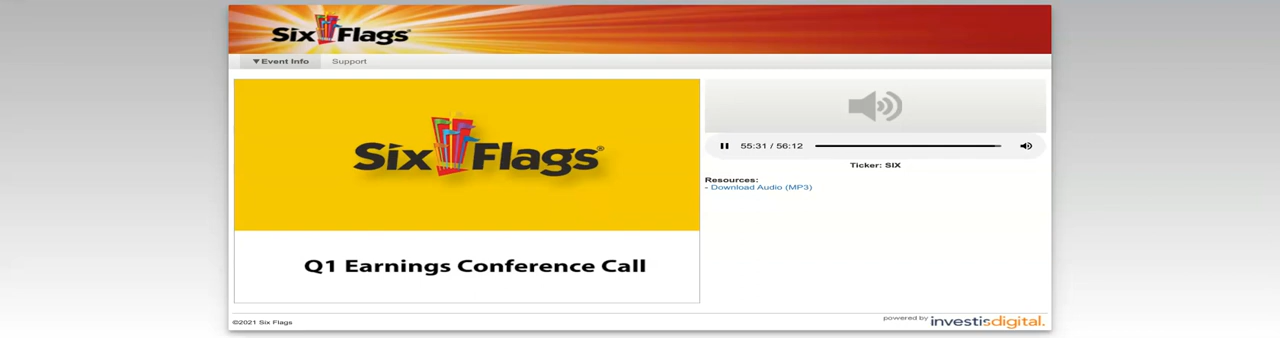 Six Flags
▼Event Info Support
Six Flags®
Q1 Earnings Conference Call
55:31 / 56:12
Ticker: SIX
Resources:
- Download Audio (MP3)
©2021 Six Flags
powered by investisdigital.